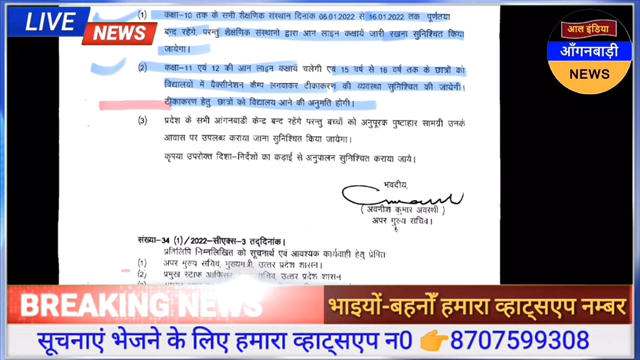 LIVE NEWS
आल इंडिया
आँगनबाड़ी
NEWS
(1) कक्षा-10 तक के सभी शैक्षणिक संस्थान दिनांक 06.01.2022 से 16.01.2022 तक पूर्णतया
बन्द रहेंगे, परन्तु शैक्षणिक संस्थानो द्वारा आन लाइन कक्षायें जारी रखना सुनिश्चित किया
जायेगा।
(2) कक्षा-11 एवं 12 की आन लाइन कक्षाये चलेगी एवं 15 वर्ष से 18 वर्ष तक के छात्रों को
विद्यालयों में वैक्सीनेशन कैम्प लगवाकर टीकाकरण की व्यवस्था सुनिश्चित की जायेगी।
टीकाकरण हेतु छात्रों को विद्यालय आने की अनुमति होगी।
(3) प्रदेश के सभी आंगनवाडी केन्द्र बन्द रहेंगे परन्तु बच्चों को अनुपूरक पुष्टाहार सामग्री उनके
आवास पर उपलब्ध कराया जाना सुनिश्चित किया जायेगा।
कृपया उपरोक्त दिशा-निर्देशों का कड़ाई से अनुपालन सुनिश्चित कराया जाये।
भवदीय,
(अवनीश कुमार अवस्थी)
अपर मुख्य सचिव।
संख्या-34 (1)/2022-सीएक्स-3 तद्दिनांक।
प्रतिलिपि निम्नलिखित को सूचनार्थ एवं आवश्यक कार्यवाही हेतु प्रेषित
(1) अपर मुख्य सचिव, मुख्यमंत्री, उत्तर प्रदेश शासन।
(2) प्रमुख स्टाफ सचिव, उत्तर प्रदेश शासन।
BREAKING NEWS भाइयों-बहनोँ हमारा व्हाट्सएप नम्बर
सूचनाएं भेजने के लिए हमारा व्हाट्सएप न0 👉8707599308